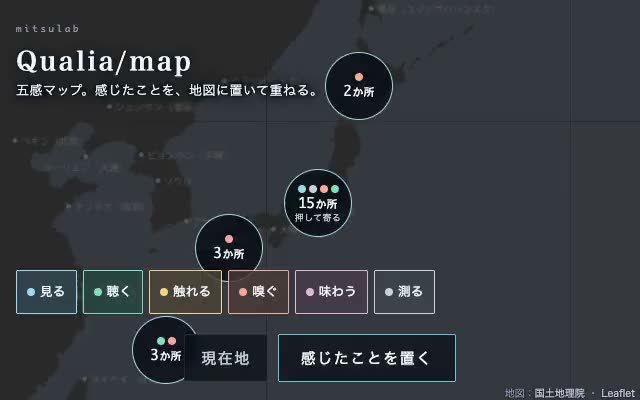 mitsulab
Qualia/map
五感マップ。感じたことを、地図に置いて重ねる。
2か所
15か所
押して寄る
3か所
見る
聴く
触れる
嗅ぐ
味わう
測る
3か所
現在地
感じたことを置く
地図：国土地理院 · Leaflet